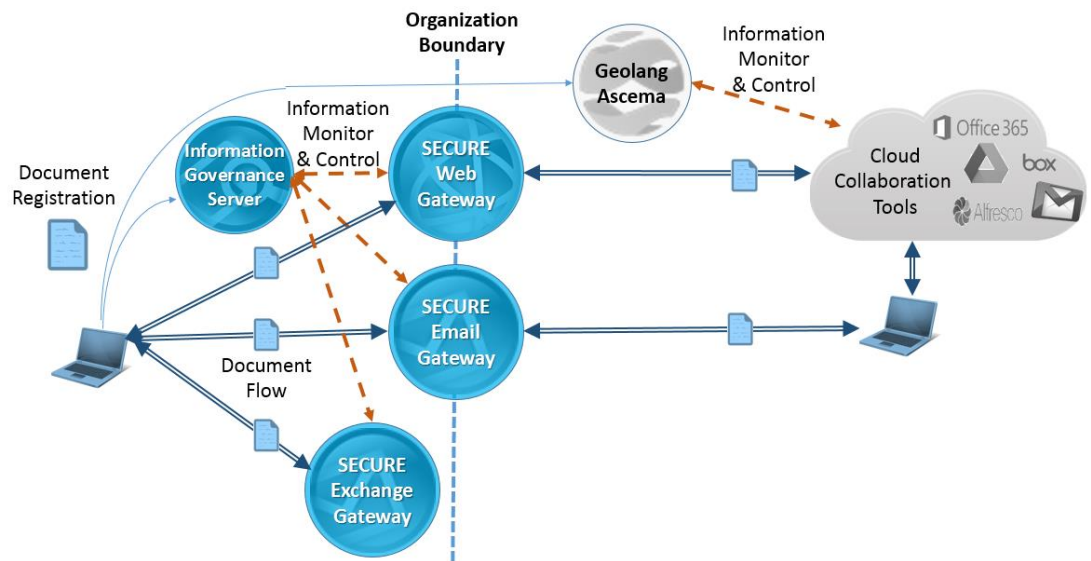 Organization
Boundary
Geolang
Ascema
Information
Monitor
& Control
Information
Monitor
& Control
Information
Governance
Server
SECURE
Web
Gateway
Document
Registration
Office 365
Cloud
Collaboration
Tools
box
Alfresco
SECURE
Email
Gateway
Document
Flow
SECURE
Exchange
Gateway